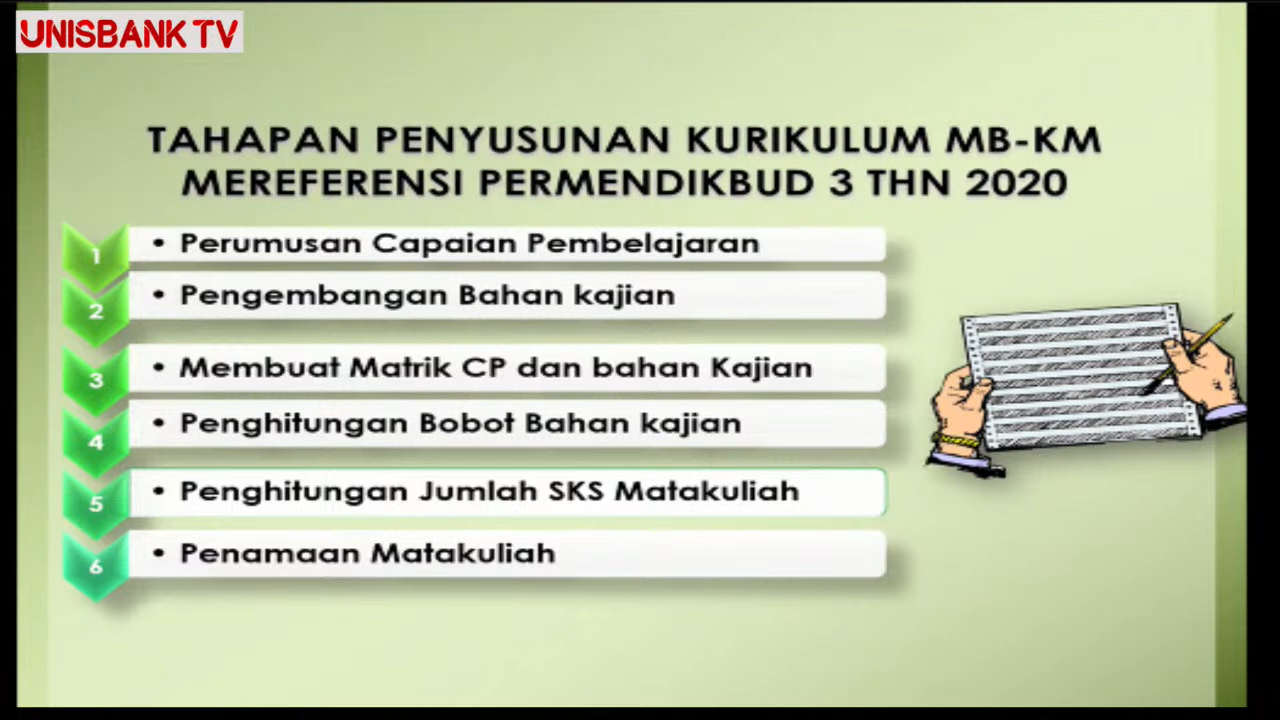 UNISBANK TV
TAHAPAN PENYUSUNAN KURIKULUM MB-KM
MEREFERENSI PERMENDIKBUD 3 THN 2020
1 • Perumusan Capaian Pembelajaran
2 • Pengembangan Bahan kajian
3 • Membuat Matrik CP dan bahan Kajian
4 • Penghitungan Bobot Bahan kajian
5 • Penghitungan Jumlah SKS Matakuliah
6 • Penamaan Matakuliah